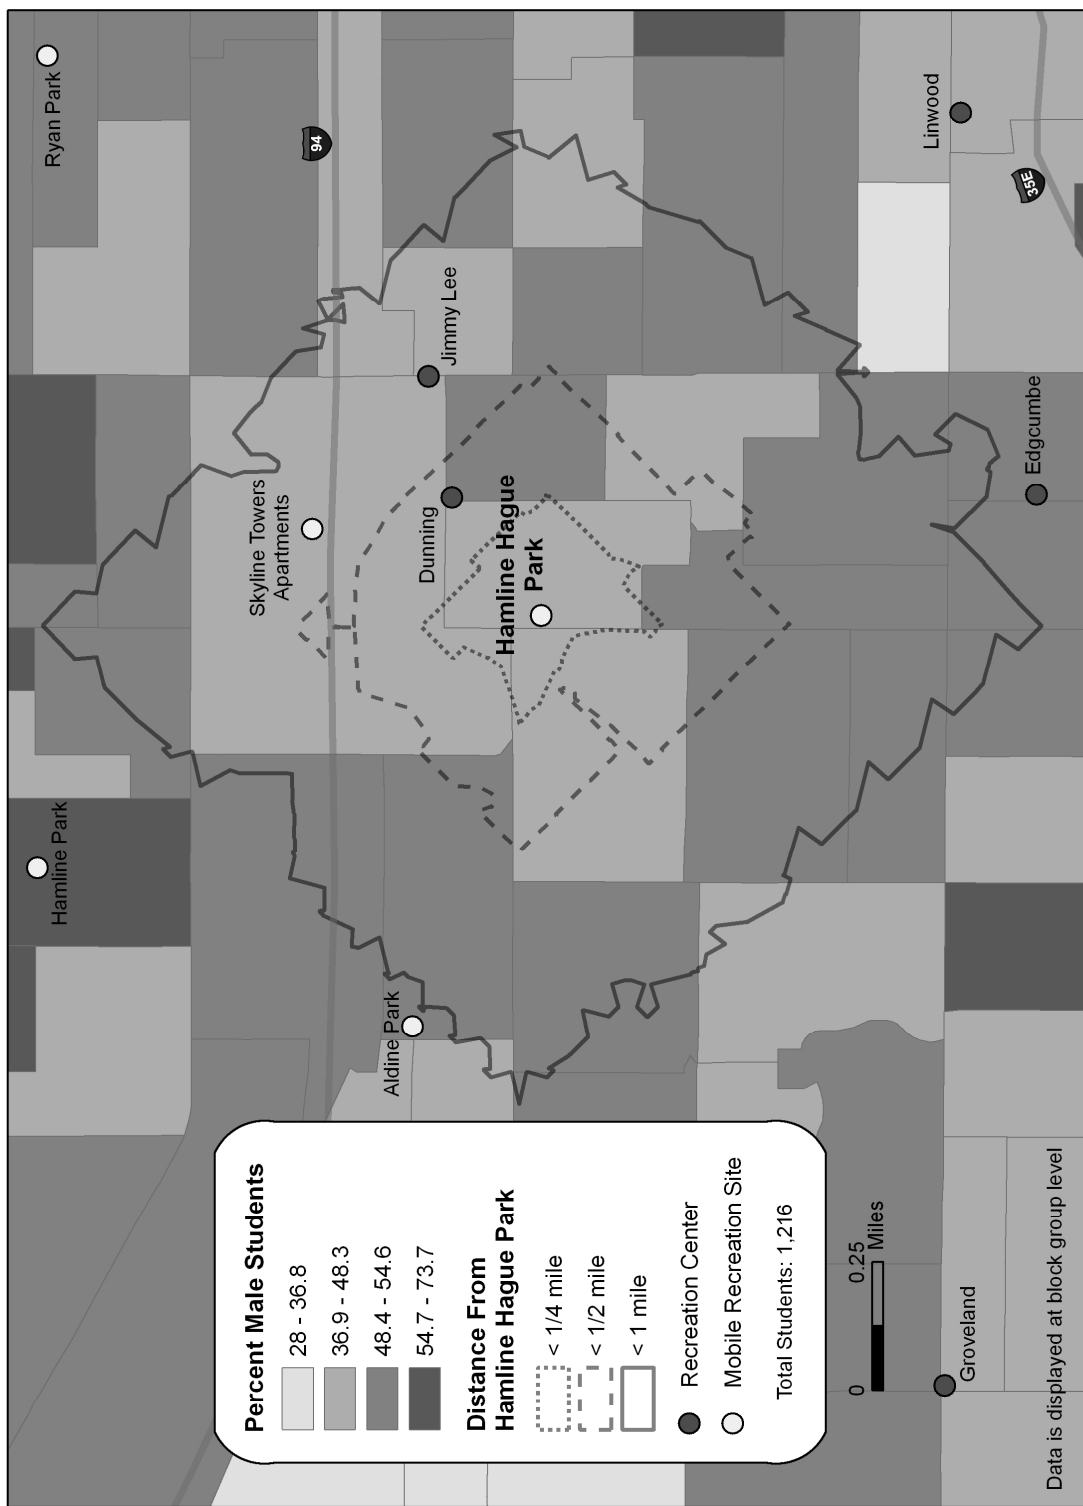 Ryan Park
94
Linwood
35E
Jimmy Lee
Skyline Towers
Apartments
Dunning
Hamline Hague
Park
Edgcumbe
Hamline Park
Aldine Park
Percent Male Students
28 - 36.8
36.9 - 48.3
48.4 - 54.6
54.7 - 73.7
Distance From
Hamline Hague Park
< 1/4 mile
< 1/2 mile
< 1 mile
Recreation Center
Mobile Recreation Site
Total Students: 1,216
0 0.25
Miles
Groveland
Data is displayed at block group level